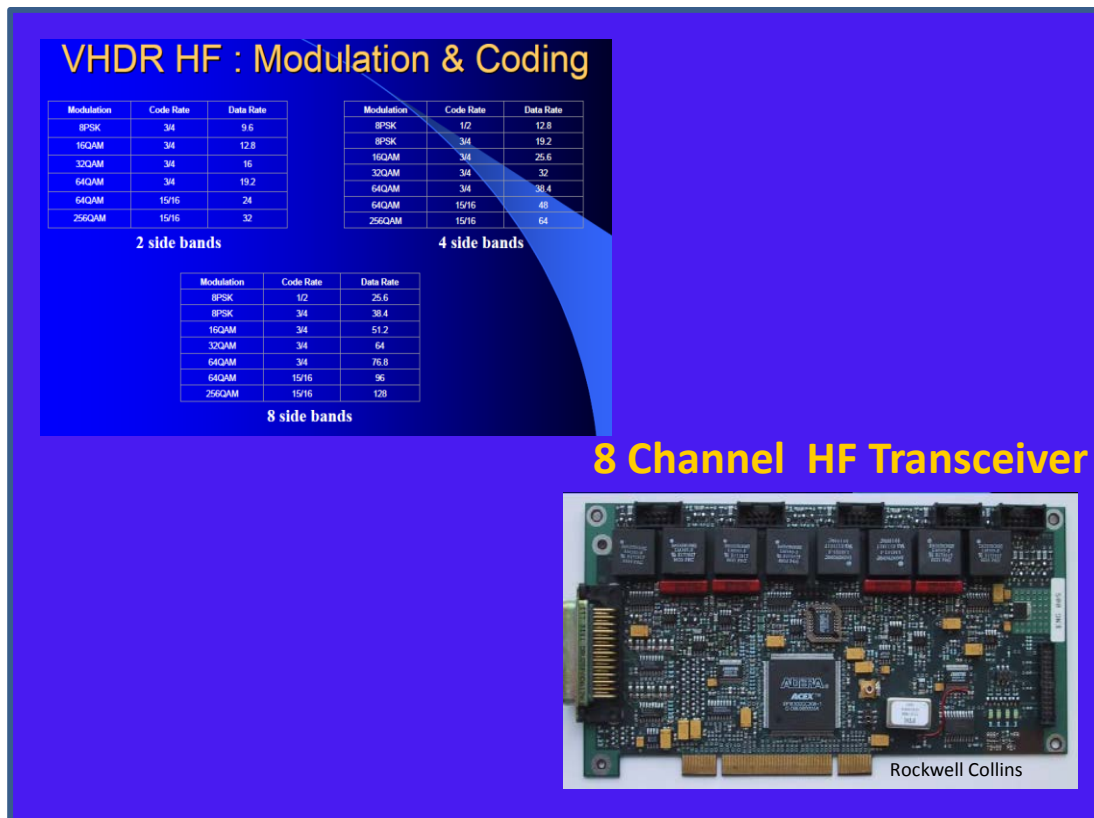 VHDR HF : Modulation & Coding
Modulation Code Rate Data Rate
8PSK 3/4 9.6
16QAM 3/4 12.8
32QAM 3/4 16
64QAM 3/4 19.2
64QAM 15/16 24
256QAM 15/16 32
2 side bands
Modulation Code Rate Data Rate
8PSK 1/2 12.8
8PSK 3/4 19.2
16QAM 3/4 25.6
32QAM 3/4 32
64QAM 3/4 38.4
64QAM 15/16 48
256QAM 15/16 64
4 side bands
Modulation Code Rate Data Rate
8PSK 1/2 25.6
8PSK 3/4 38.4
16QAM 3/4 51.2
32QAM 3/4 64
64QAM 3/4 76.8
64QAM 15/16 96
256QAM 15/16 128
8 side bands
8 Channel HF Transceiver
ALTERA
ACEX
Rockwell Collins